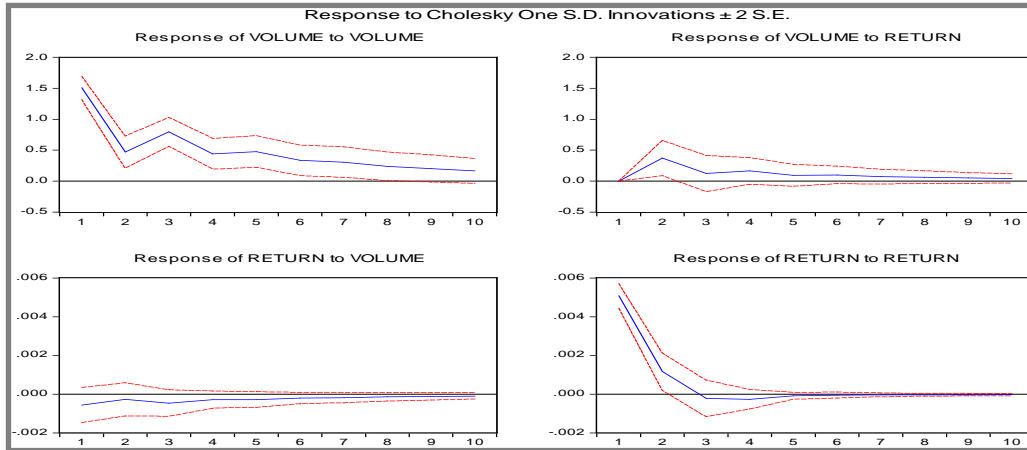 Response to Cholesky One S.D. Innovations ± 2 S.E.
Response of VOLUME to VOLUME
2.0
1.5
1.0
0.5
0.0
-0.5
1 2 3 4 5 6 7 8 9 10
Response of VOLUME to RETURN
2.0
1.5
1.0
0.5
0.0
-0.5
1 2 3 4 5 6 7 8 9 10
Response of RETURN to VOLUME
.006
.004
.002
.000
-.002
1 2 3 4 5 6 7 8 9 10
Response of RETURN to RETURN
.006
.004
.002
.000
-.002
1 2 3 4 5 6 7 8 9 10